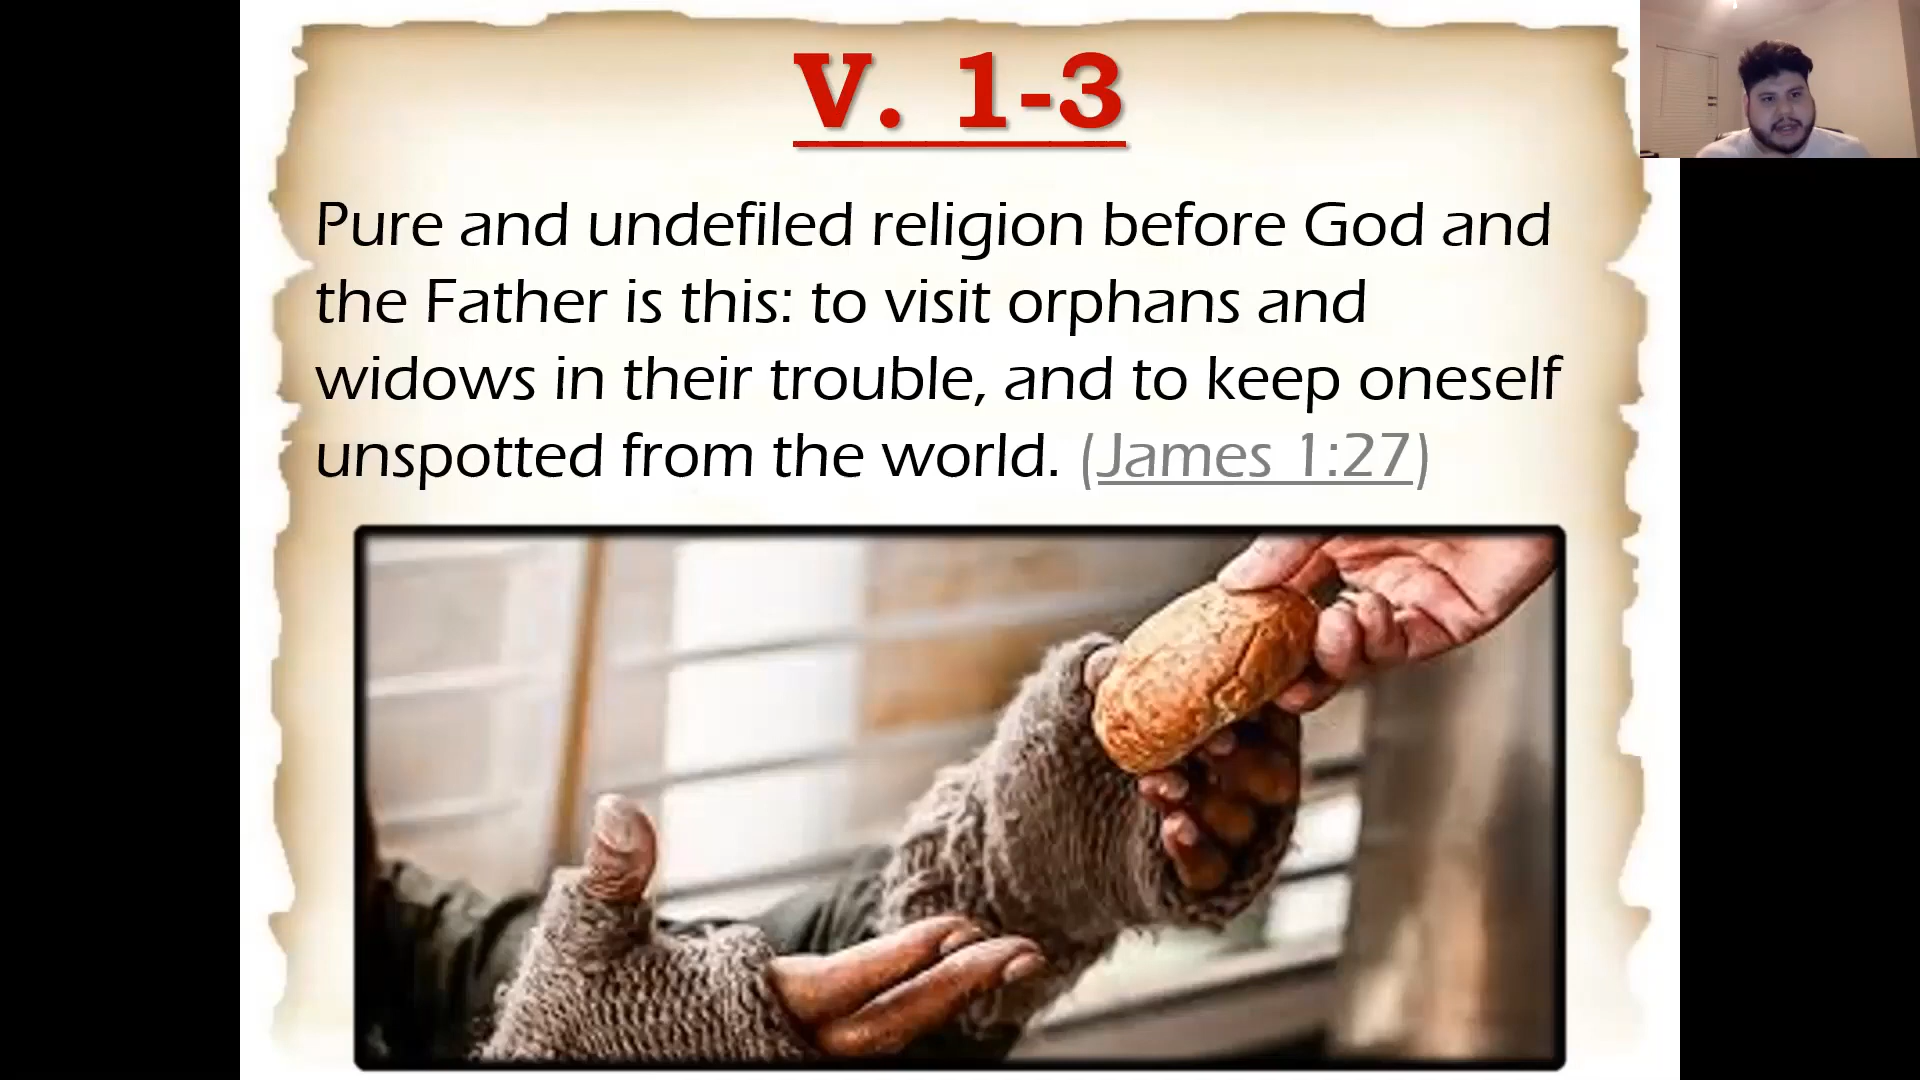 V. 1-3
Pure and undefiled religion before God and
the Father is this: to visit orphans and
widows in their trouble, and to keep oneself
unspotted from the world. (James 1:27)